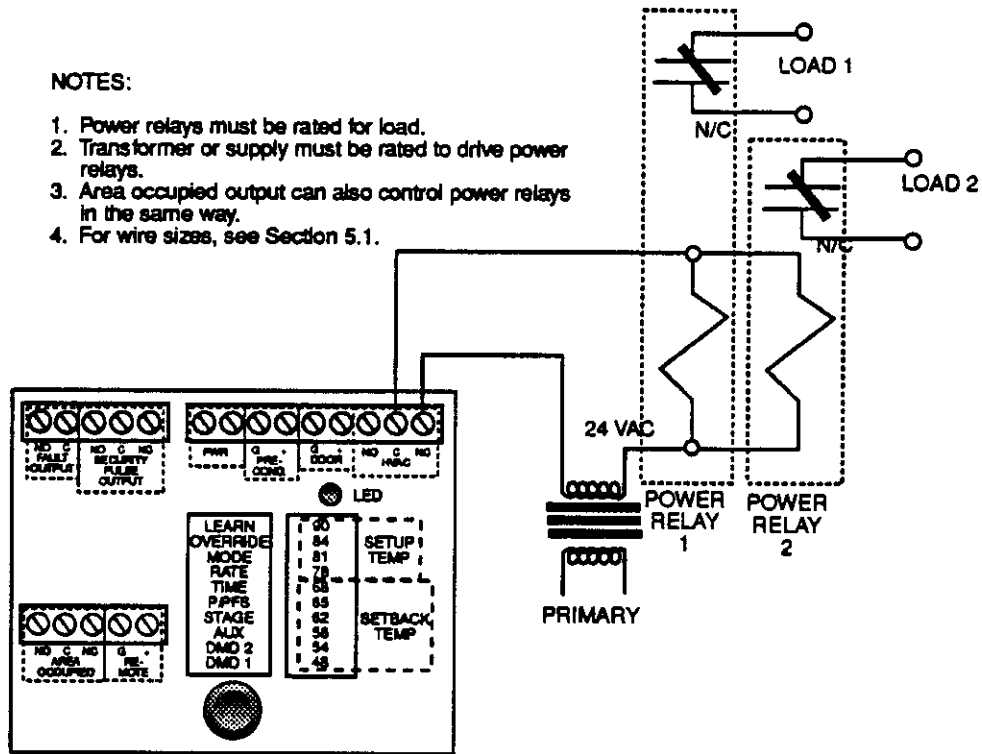 NOTES:
1. Power relays must be rated for load.
2. Transformer or supply must be rated to drive power
relays.
3. Area occupied output can also control power relays
in the same way.
4. For wire sizes, see Section 5.1.
LOAD 1
N/C
LOAD 2
N/C
24 VAC
POWER
RELAY
1
POWER
RELAY
2
PRIMARY
NO C
FAULT
OUTPUT
NO C NC
SECURITY
PULSE
OUTPUT
PWR
G +
PRE-
COND.
G +
DOOR
NO C NC
HVAC
LED
LEARN
OVERRIDE
MODE
RATE
TIME
P/PFB
STAGE
AUX
DMD 2
DMD 1
90
84
81
78
68
65
62
58
54
SETUP
TEMP
SETBACK
TEMP
NO C NC
AREA
OCCUPIED
G +
RE-
MOTE